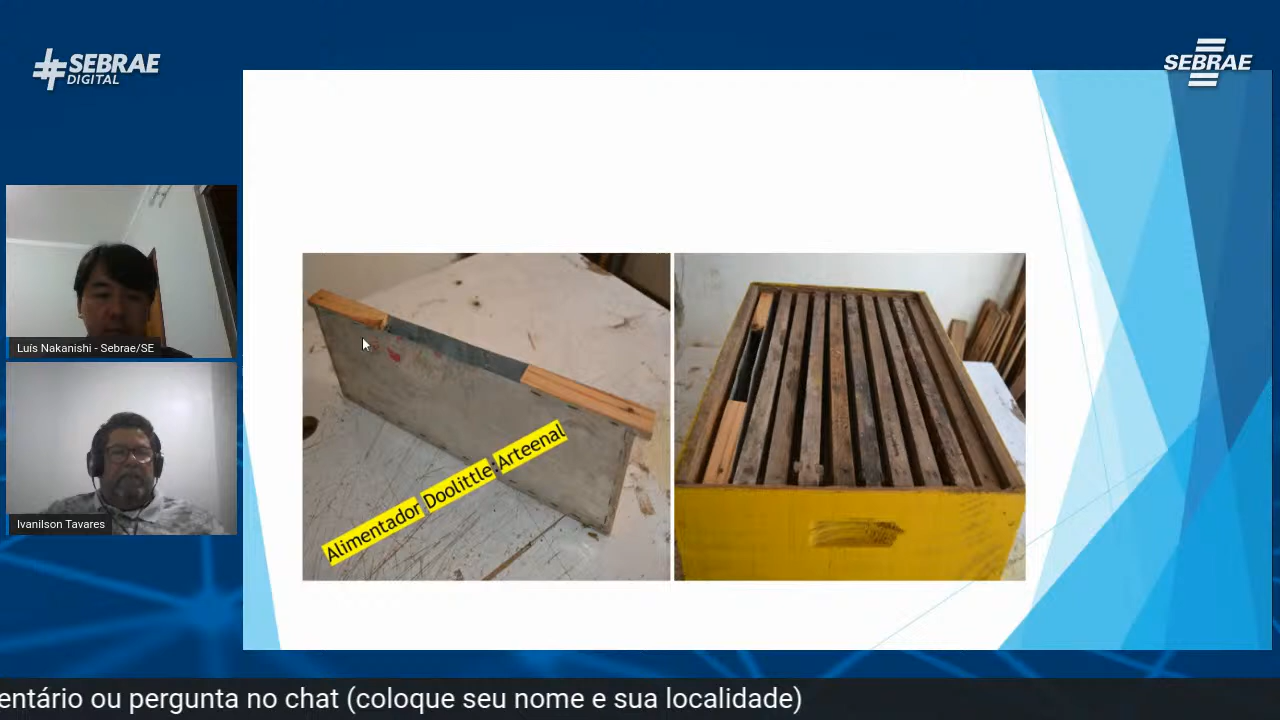 #SEBRAE
DIGITAL
SEBRAE
Luís Nakanishi - Sebrae/SE
Ivanilson Tavares
Alimentador Doolittle:Arteenal
entário ou pergunta no chat (coloque seu nome e sua localidade)